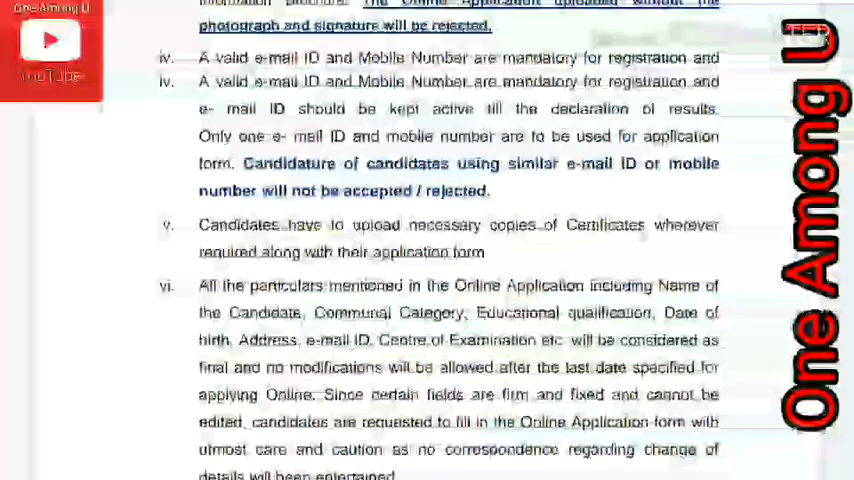 One Among U
YouTube
Information Brochure. The Online Application uploaded without the
photograph and signature will be rejected.
iv. A valid e-mail ID and Mobile Number are mandatory for registration and
iv. A valid e-mail ID and Mobile Number are mandatory for registration and
e- mail ID should be kept active till the declaration of results.
Only one e- mail ID and mobile number are to be used for application
form. Candidature of candidates using similar e-mail ID or mobile
number will not be accepted / rejected.
v. Candidates have to upload necessary copies of Certificates wherever
required along with their application form
vi. All the particulars mentioned in the Online Application including Name of
the Candidate, Communal Category, Educational qualification, Date of
birth, Address, e-mail ID, Centre of Examination etc will be considered as
final and no modifications will be allowed after the last date specified for
applying Online. Since certain fields are firm and fixed and cannot be
edited, candidates are requested to fill in the Online Application form with
utmost care and caution as no correspondence regarding change of
details will been entertained
One Among U